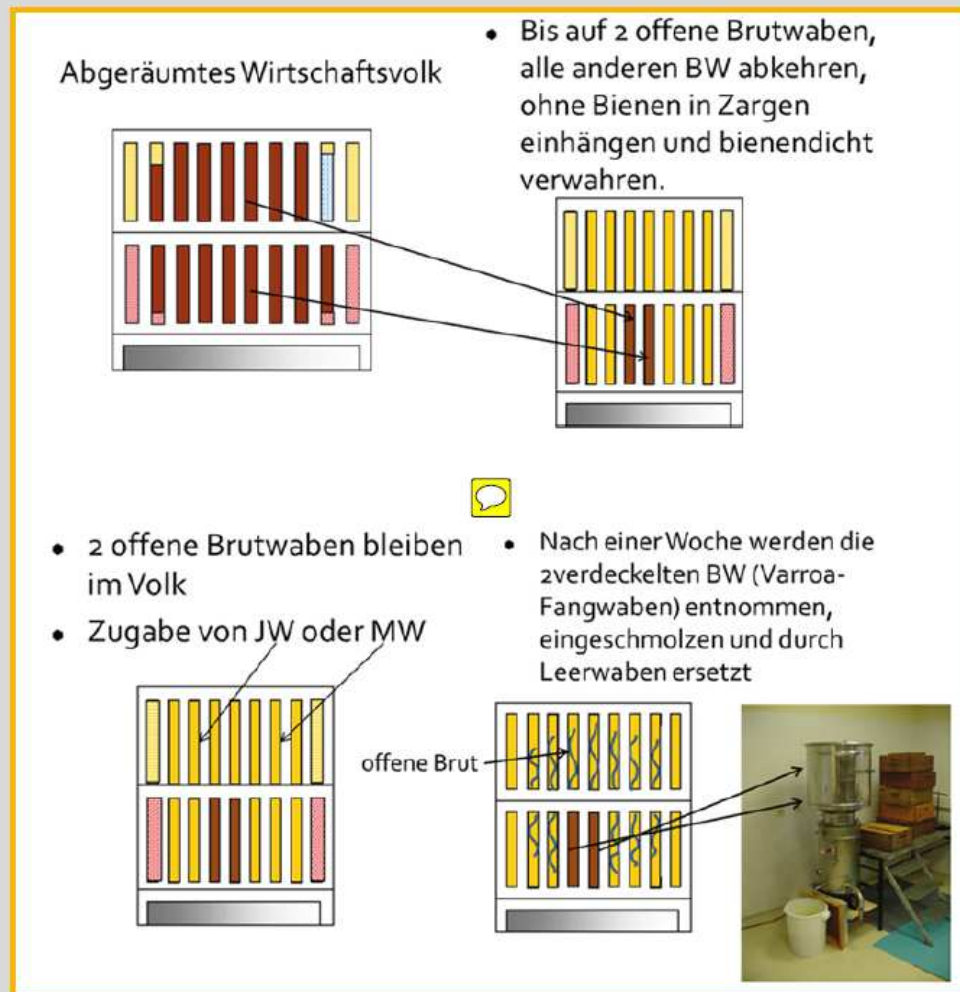 Abgeräumtes Wirtschaftsvolk
• Bis auf 2 offene Brutwaben,
alle anderen BW abkehren,
ohne Bienen in Zargen
einhängen und bienendicht
verwahren.
• 2 offene Brutwaben bleiben
im Volk
• Zugabe von JW oder MW
• Nach einer Woche werden die
2verdeckelten BW (Varroa-
Fangwaben) entnommen,
eingeschmolzen und durch
Leerwaben ersetzt
offene Brut